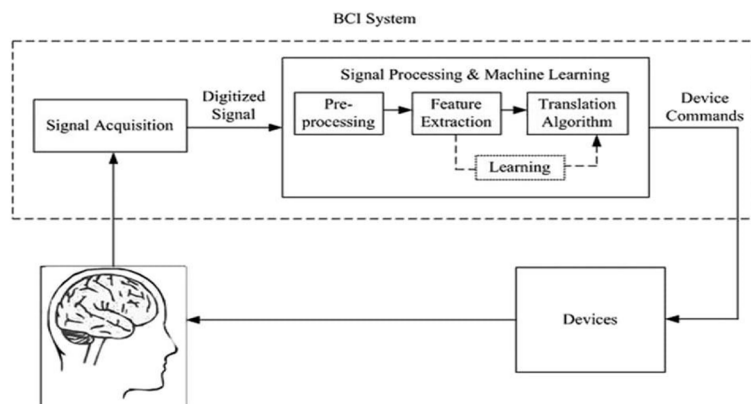 BCI System
Signal Acquisition
Digitized
Signal
Signal Processing & Machine Learning
Pre-
processing
Feature
Extraction
Translation
Algorithm
Learning
Device
Commands
Devices